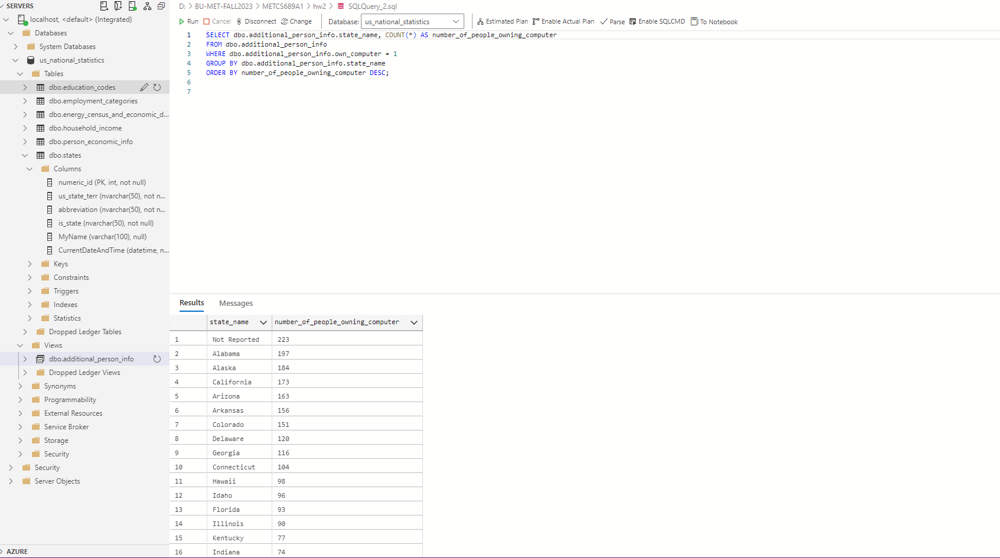 SERVERS
localhost, <default> (Integrated)
Databases
System Databases
us_national_statistics
Tables
dbo.education_codes
dbo.employment_categories
dbo.energy_census_and_economic_d...
dbo.household_income
dbo.person_economic_info
dbo.states
Columns
numeric_id (PK, int, not null)
us_state_terr (nvarchar(50), not n...
abbreviation (nvarchar(50), not n...
is_state (nvarchar(50), not null)
MyName (varchar(100), null)
CurrentDateAndTime (datetime, n...
Keys
Constraints
Triggers
Indexes
Statistics
Dropped Ledger Tables
Views
dbo.additional_person_info
Dropped Ledger Views
Synonyms
Programmability
External Resources
Service Broker
Storage
Security
Security
Server Objects
AZURE
D: > BU-MET-FALL2023 > METCS689A1 > hw2 > SQLQuery_2.sql
Run Cancel Disconnect Change Database: us_national_statistics Estimated Plan Enable Actual Plan Parse Enable SQLCMD To Notebook
1 SELECT dbo.additional_person_info.state_name, COUNT(*) AS number_of_people_owning_computer
2 FROM dbo.additional_person_info
3 WHERE dbo.additional_person_info.own_computer = 1
4 GROUP BY dbo.additional_person_info.state_name
5 ORDER BY number_of_people_owning_computer DESC;
6
7
Results Messages
state_name number_of_people_owning_computer
1 Not Reported 223
2 Alabama 197
3 Alaska 184
4 California 173
5 Arizona 163
6 Arkansas 156
7 Colorado 151
8 Delaware 120
9 Georgia 116
10 Connecticut 104
11 Hawaii 98
12 Idaho 96
13 Florida 93
14 Illinois 90
15 Kentucky 77
16 Indiana 74